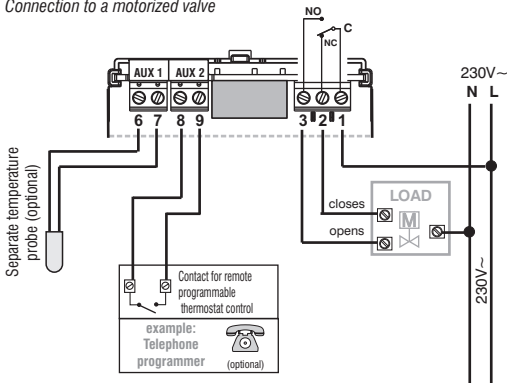 Connection to a motorized valve
NO
C
NC
AUX 1 AUX 2
6 7 8 9 3 2 1
230V~
N L
Separate temperature
probe (optional)
closes
opens
LOAD
M
230V~
Contact for remote
programmable
thermostat control
example:
Telephone
programmer
(optional)